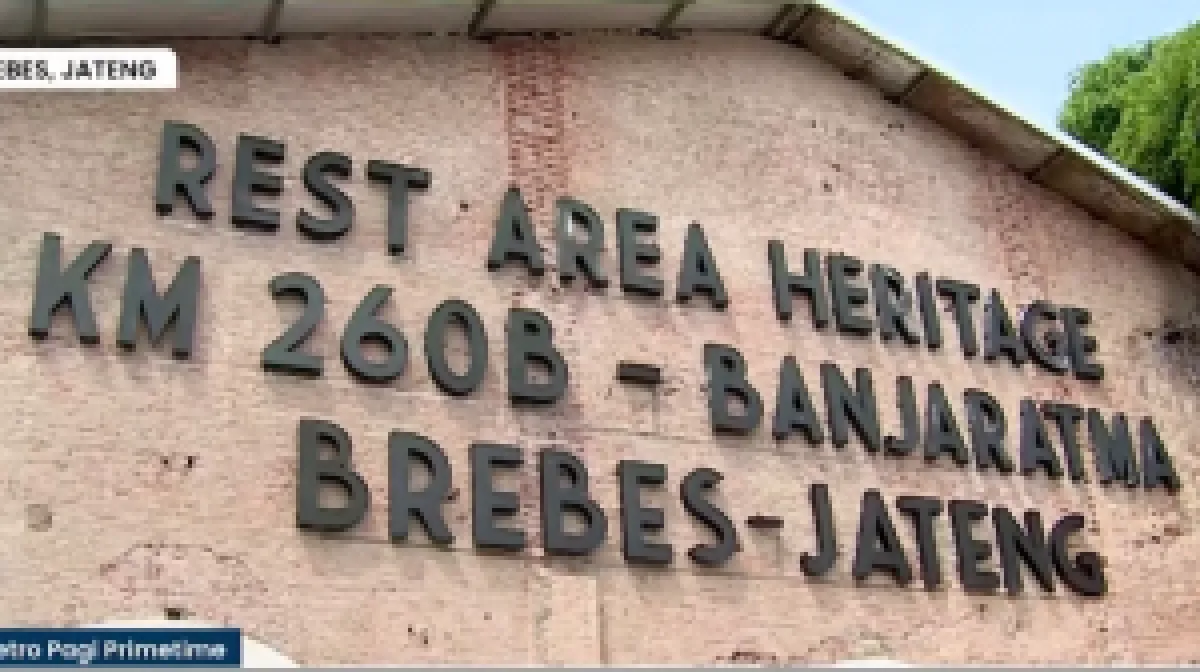 EBES, JATENG
REST AREA HERITAGE
KM 260B - BANJARATMA
BREBES-JATENG
etro Pagi Primetime